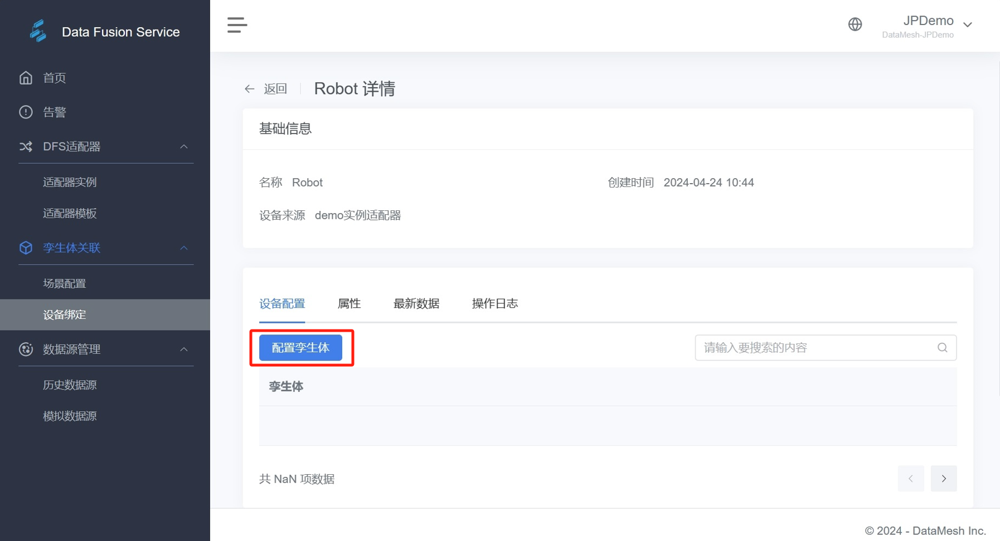 Data Fusion Service
首页
告警
DFS适配器
适配器实例
适配器模板
孪生体关联
场景配置
设备绑定
数据源管理
历史数据源
模拟数据源
JPDemo
DataMesh-JPDemo
返回
Robot 详情
基础信息
名称 Robot
创建时间 2024-04-24 10:44
设备来源 demo实例适配器
设备配置 属性 最新数据 操作日志
配置孪生体
请输入要搜索的内容
孪生体
共 NaN 项数据
© 2024 - DataMesh Inc.